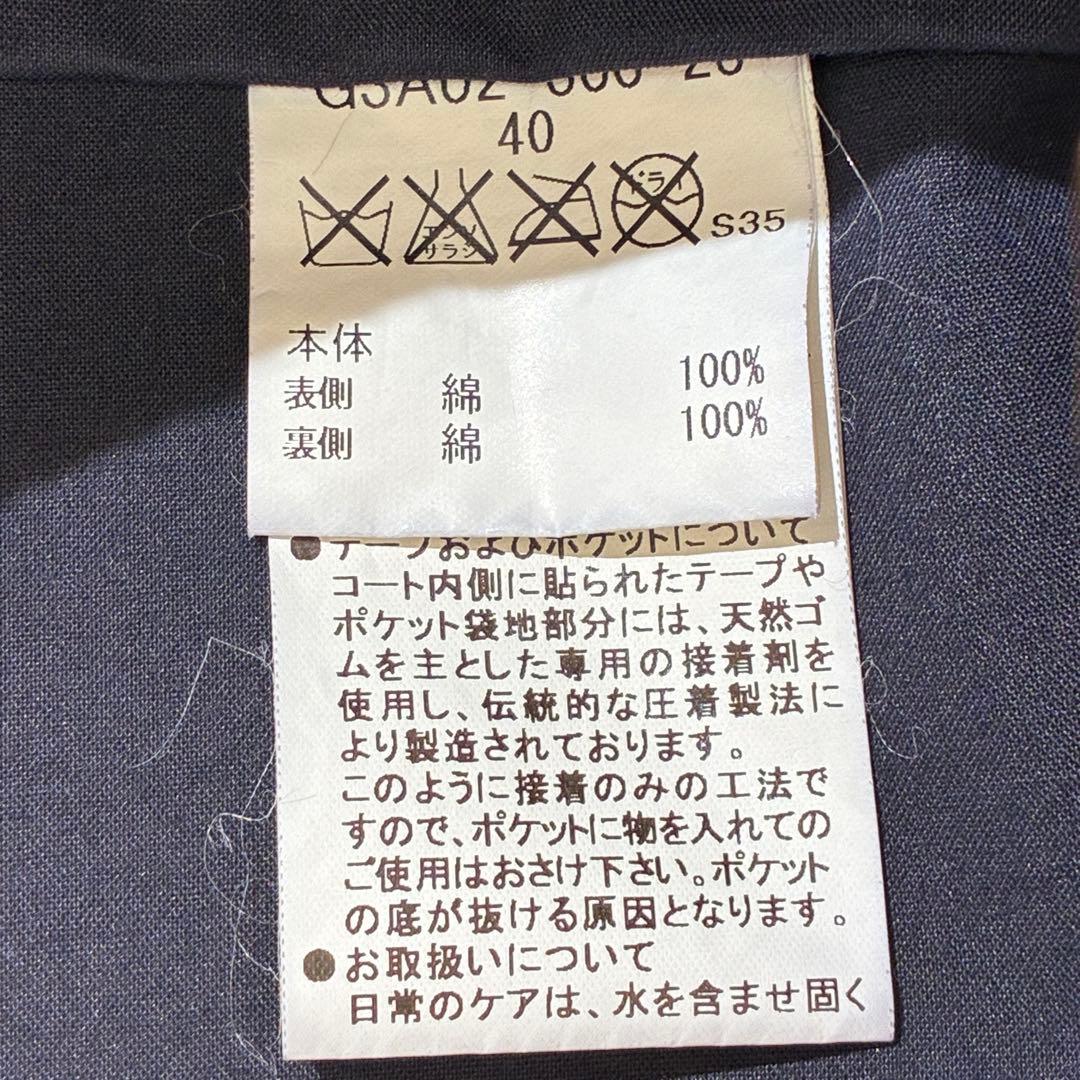 40
エンソ
サラシ
ドライ
S35
本体
表側 綿 100%
裏側 綿 100%
●テープおよびポケットについて
コート内側に貼られたテープや
ポケット袋地部分には、天然ゴ
ムを主とした専用の接着剤を
使用し、伝統的な圧着製法に
より製造されております。
このように接着のみの工法で
すので、ポケットに物を入れての
ご使用はおさけ下さい。ポケット
の底が抜ける原因となります。
●お取扱いについて
日常のケアは、水を含ませ固く